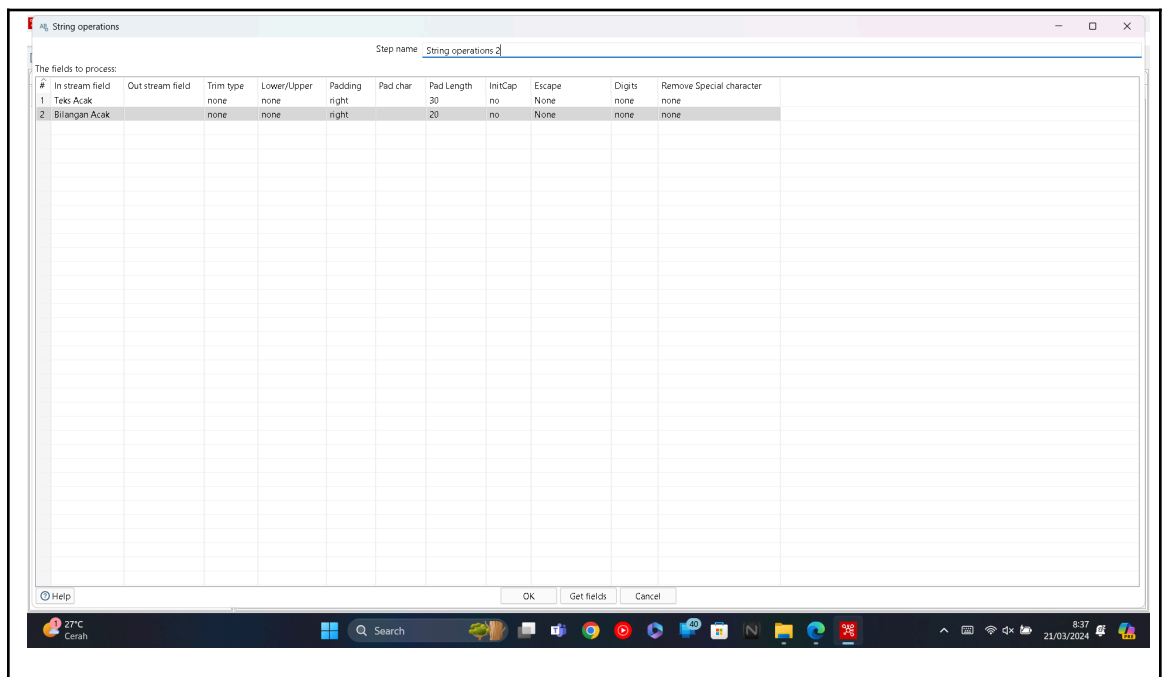 String operations
Step name String operations 2
The fields to process:
# In stream field Out stream field Trim type Lower/Upper Padding Pad char Pad Length InitCap Escape Digits Remove Special character
1 Teks Acak none none right 30 no None none none
2 Bilangan Acak none none right 20 no None none none
Help OK Get fields Cancel
1 27°C Search 40 8:37
Cerah 21/03/2024